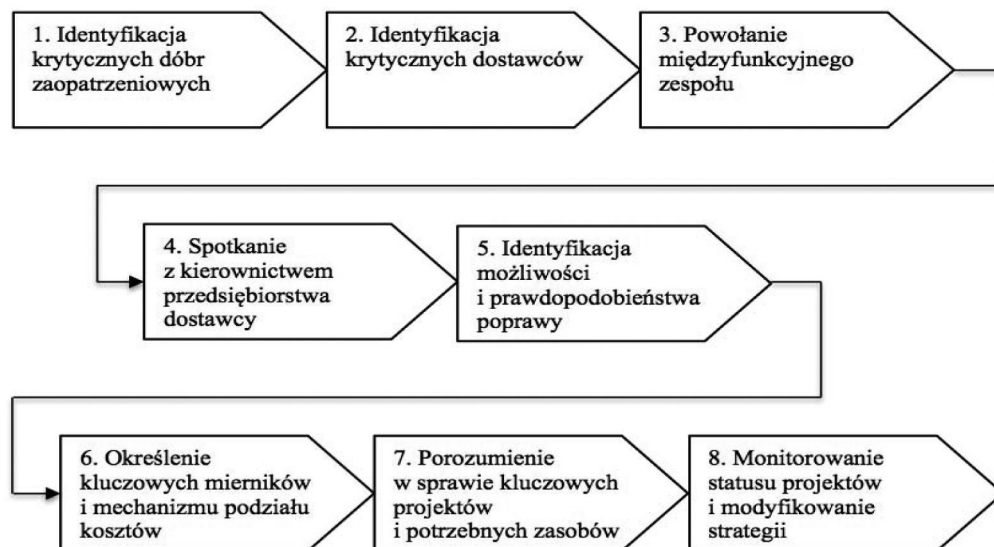 1. Identyfikacja
krytycznych dóbr
zaopatrzeniowych
2. Identyfikacja
krytycznych dostawców
3. Powołanie
międzyfunkcyjnego
zespołu
4. Spotkanie
z kierownictwem
przedsiębiorstwa
dostawcy
5. Identyfikacja
możliwości
i prawdopodobieństwa
poprawy
6. Określenie
kluczowych mierników
i mechanizmu podziału
kosztów
7. Porozumienie
w sprawie kluczowych
projektów
i potrzebnych zasobów
8. Monitorowanie
statusu projektów
i modyfikowanie
strategii